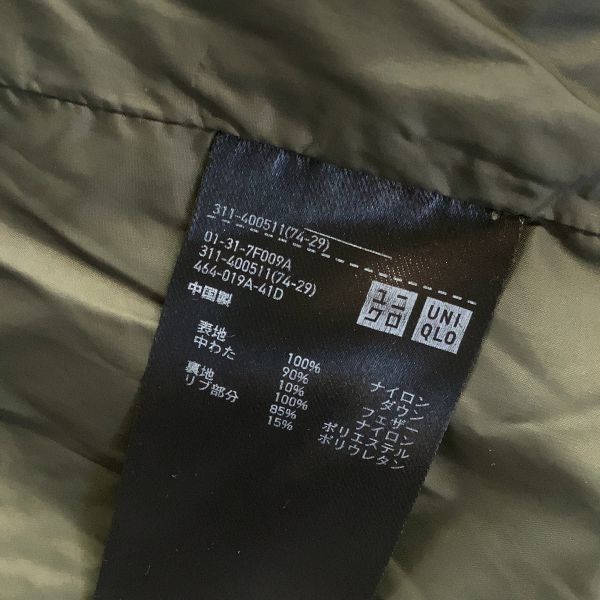 311-400511(74-29)
01-31-7F009A
311-400511(74-29)
464-019A-41D
中国製
ユニ
クロ
UNI
QLO
表地 100% ナイロン
中わた 90% ダウン
10% フェザー
裏地 100% ナイロン
リブ部分 85% ポリエステル
15% ポリウレタン